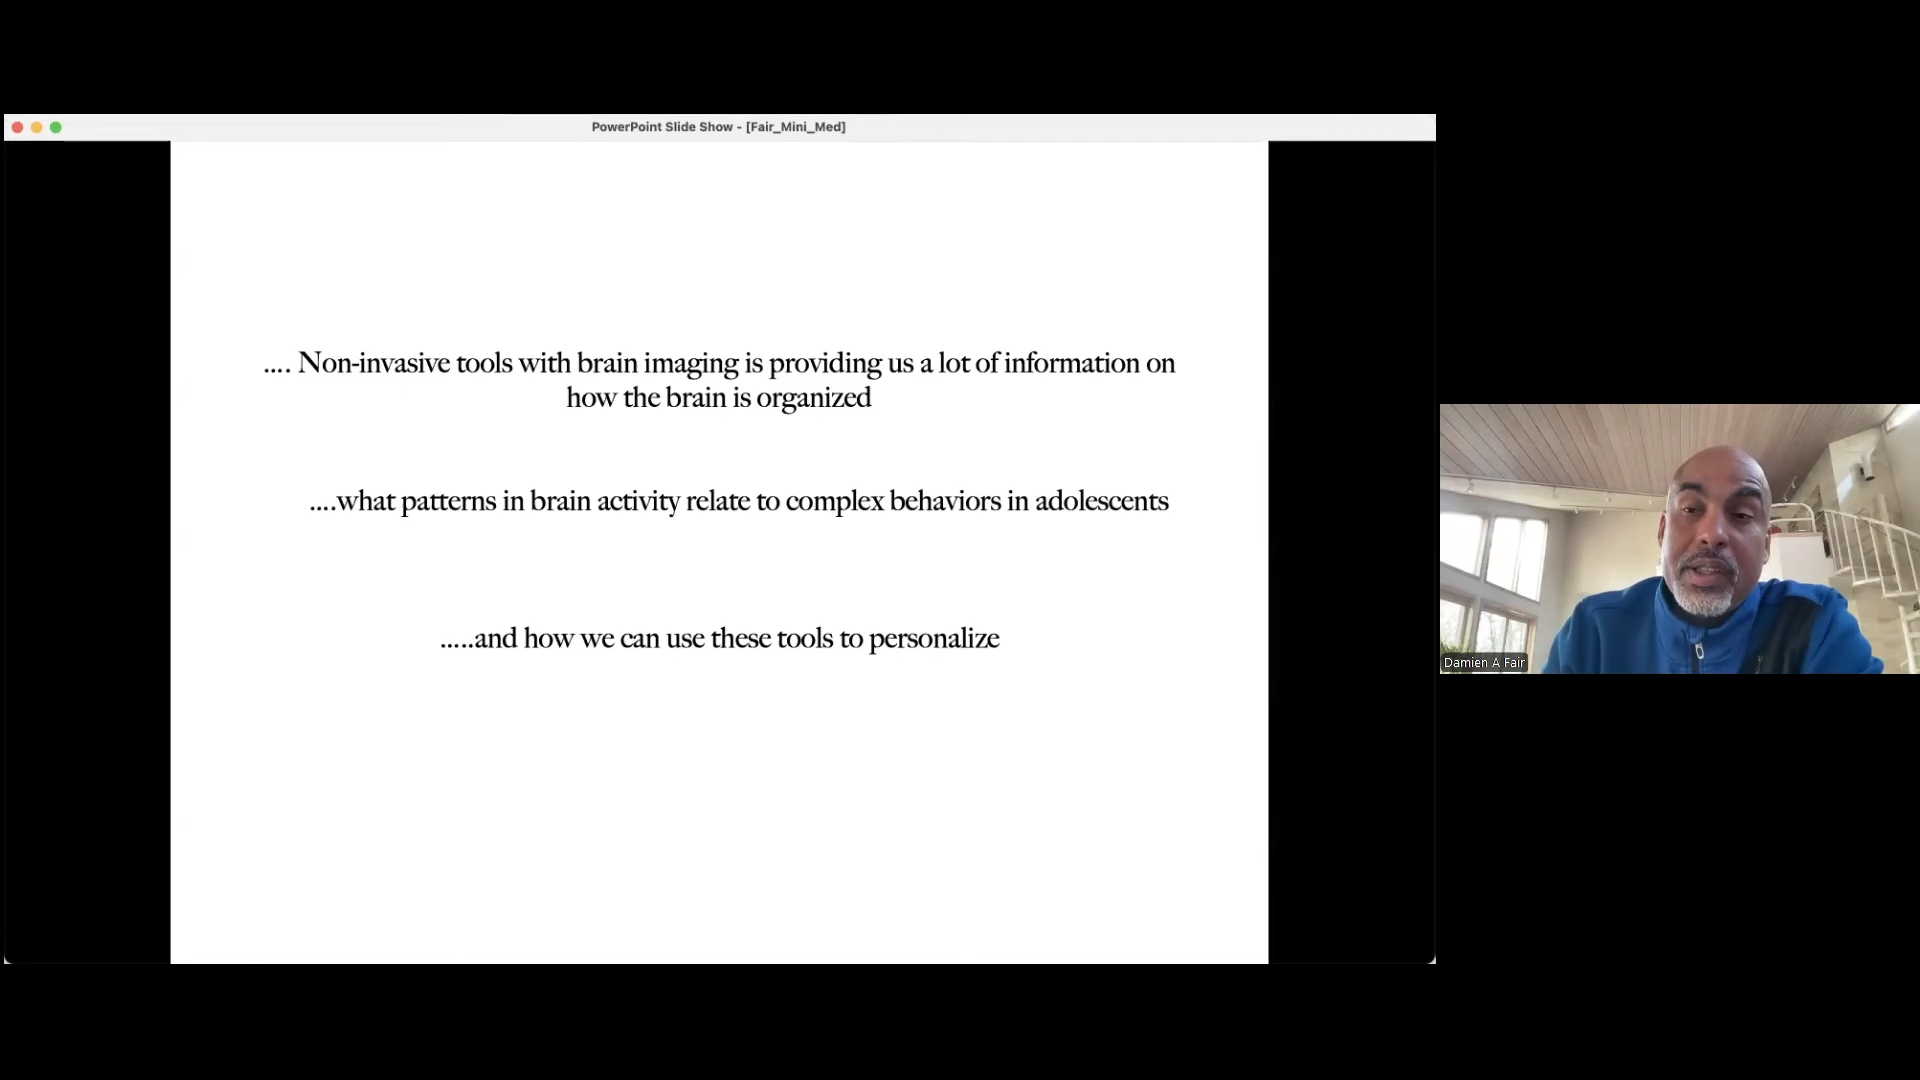 PowerPoint Slide Show - [Fair_Mini_Med]
.... Non-invasive tools with brain imaging is providing us a lot of information on
how the brain is organized
....what patterns in brain activity relate to complex behaviors in adolescents
.....and how we can use these tools to personalize
Damien A Fair